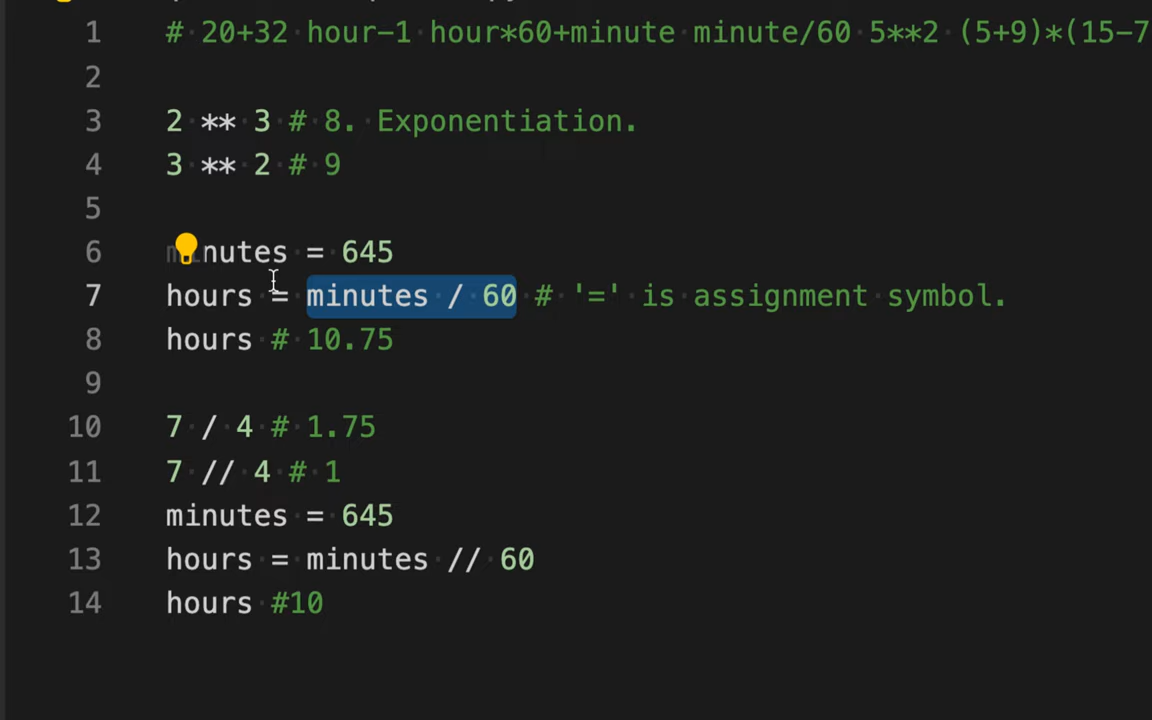 1 # 20+32 hour-1 hour*60+minute minute/60 5**2 (5+9)*(15-7
2
3 2 ** 3 # 8. Exponentiation.
4 3 ** 2 # 9
5
6 minutes = 645
7 hours = minutes / 60 # '=' is assignment symbol.
8 hours # 10.75
9
10 7 / 4 # 1.75
11 7 // 4 # 1
12 minutes = 645
13 hours = minutes // 60
14 hours #10